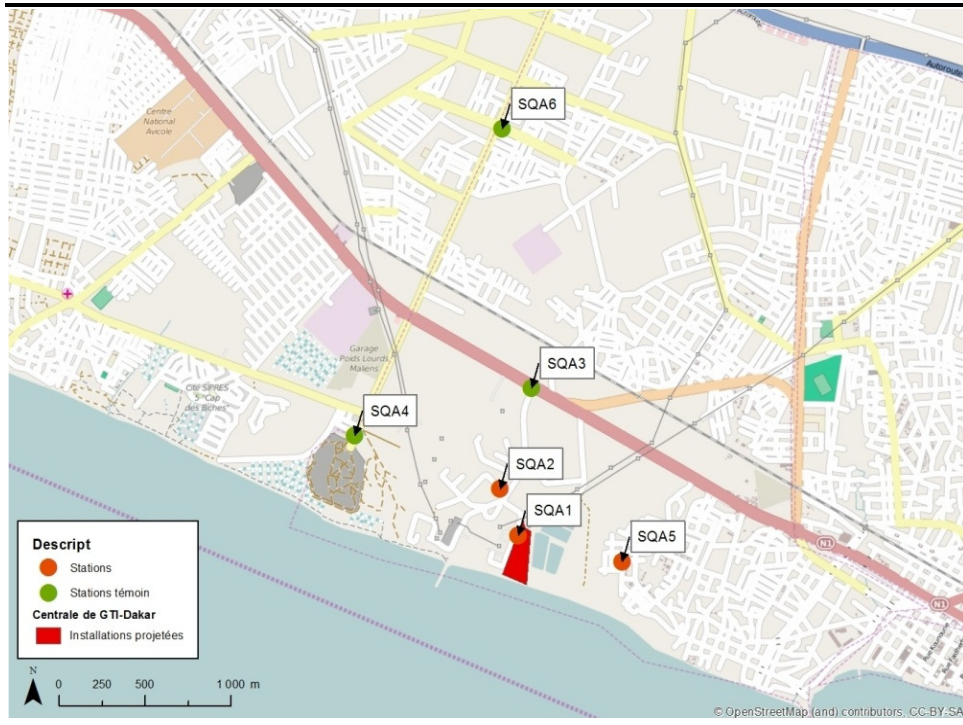 Autoroute
SQA6
Centre
National
Avicole
SQA3
Garage
Poids Lourds
Maliens
Cité SIPRES
5 "Cap
des Biches"
SQA4
SQA2
SQA1
SQA5
N1
N1
Descript
Stations
Stations témoin
Centrale de GTI-Dakar
Installations projetées
N
0 250 500 1 000 m
© OpenStreetMap (and) contributors, CC-BY-SA